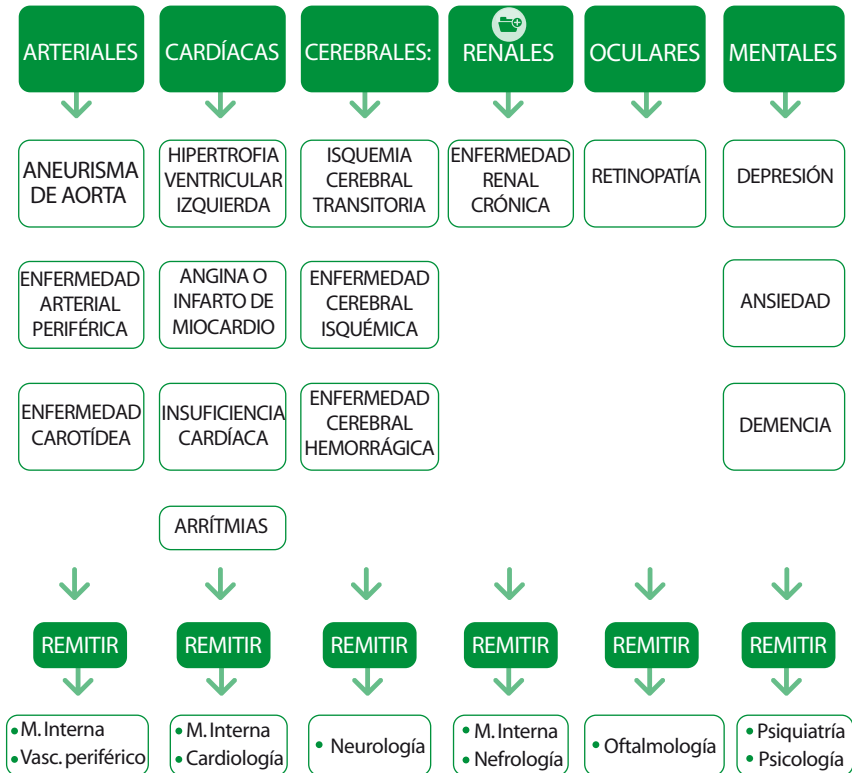 ARTERIALES
CARDÍACAS
CEREBRALES:
RENALES
OCULARES
MENTALES
ANEURISMA
DE AORTA
HIPERTROFIA
VENTRICULAR
IZQUIERDA
ISQUEMIA
CEREBRAL
TRANSITORIA
ENFERMEDAD
RENAL
CRÓNICA
RETINOPATÍA
DEPRESIÓN
ENFERMEDAD
ARTERIAL
PERIFÉRICA
ANGINA O
INFARTO DE
MIOCARDIO
ENFERMEDAD
CEREBRAL
ISQUÉMICA
ANSIEDAD
ENFERMEDAD
CAROTÍDEA
INSUFICIENCIA
CARDÍACA
ENFERMEDAD
CEREBRAL
HEMORRÁGICA
DEMENCIA
ARRÍTMIAS
REMITIR
REMITIR
REMITIR
REMITIR
REMITIR
REMITIR
• M. Interna
• Vasc. periférico
• M. Interna
• Cardiología
• Neurología
• M. Interna
• Nefrología
• Oftalmología
• Psiquiatría
• Psicología